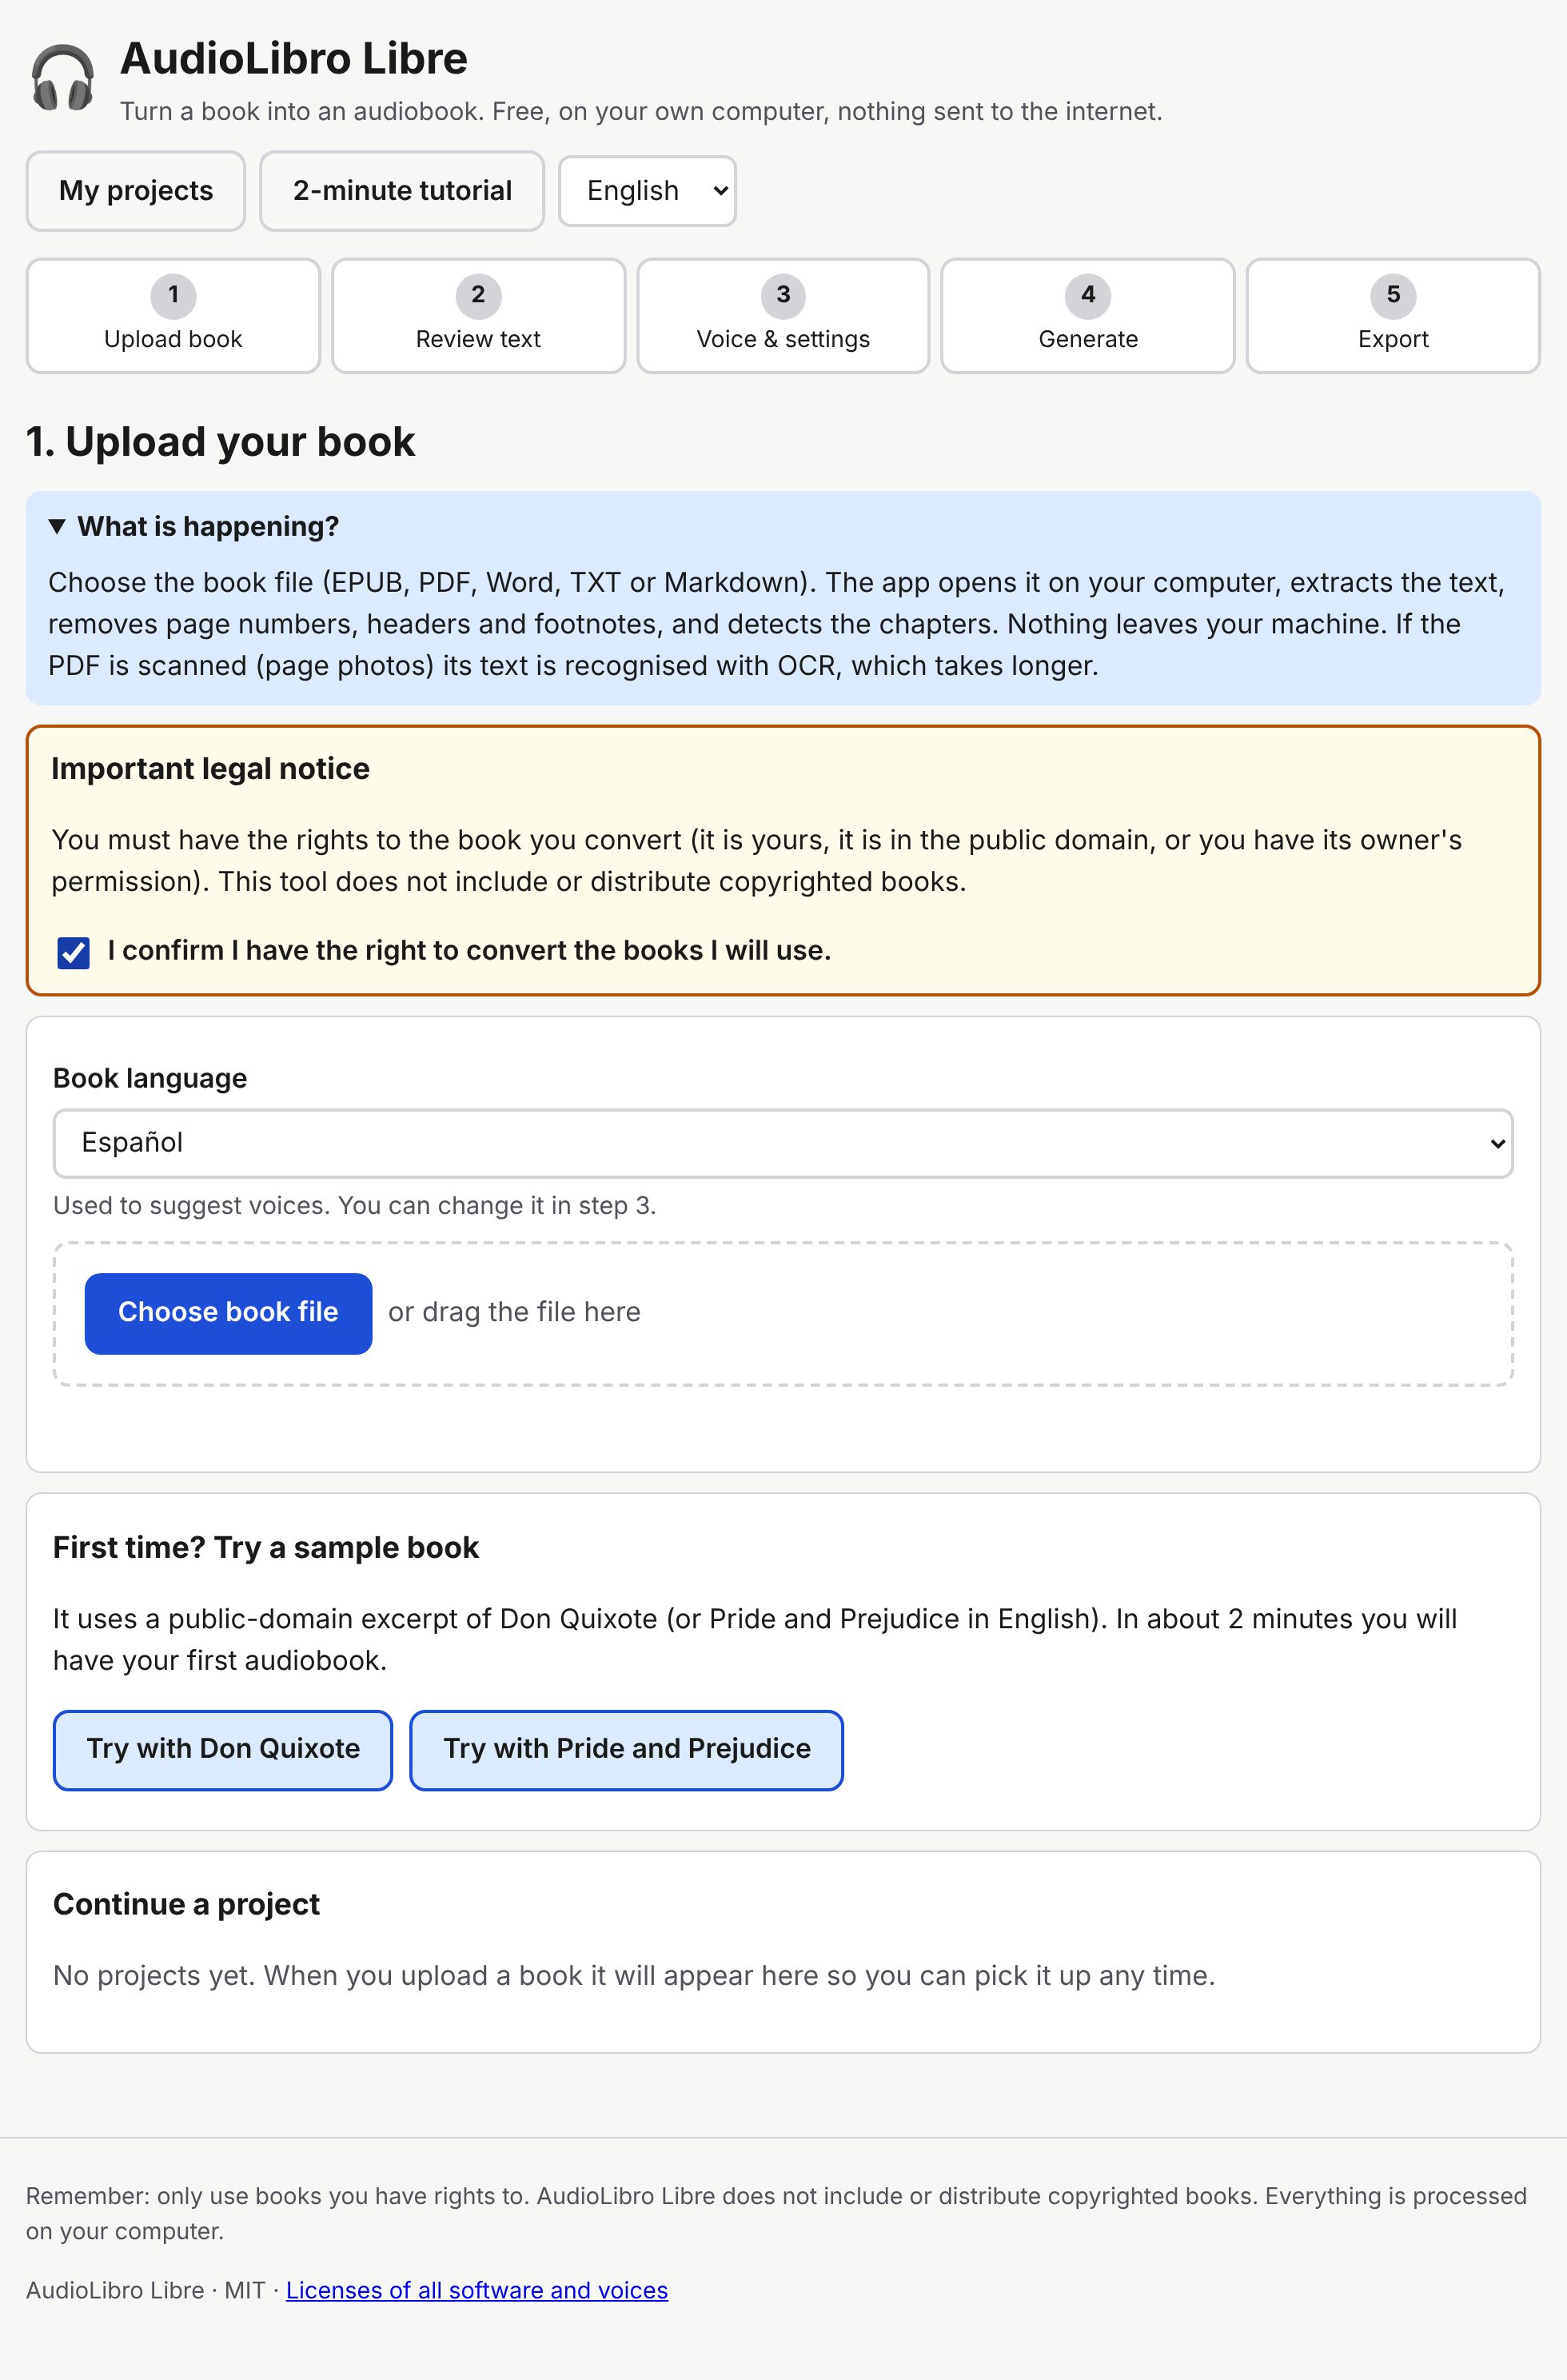 AudioLibro Libre
Turn a book into an audiobook. Free, on your own computer, nothing sent to the internet.
My projects
2-minute tutorial
English
1
Upload book
2
Review text
3
Voice & settings
4
Generate
5
Export
1. Upload your book
▼ What is happening?
Choose the book file (EPUB, PDF, Word, TXT or Markdown). The app opens it on your computer, extracts the text,
removes page numbers, headers and footnotes, and detects the chapters. Nothing leaves your machine. If the
PDF is scanned (page photos) its text is recognised with OCR, which takes longer.
Important legal notice
You must have the rights to the book you convert (it is yours, it is in the public domain, or you have its owner's
permission). This tool does not include or distribute copyrighted books.
I confirm I have the right to convert the books I will use.
Book language
Español
Used to suggest voices. You can change it in step 3.
Choose book file
or drag the file here
First time? Try a sample book
It uses a public-domain excerpt of Don Quixote (or Pride and Prejudice in English). In about 2 minutes you will
have your first audiobook.
Try with Don Quixote
Try with Pride and Prejudice
Continue a project
No projects yet. When you upload a book it will appear here so you can pick it up any time.
Remember: only use books you have rights to. AudioLibro Libre does not include or distribute copyrighted books. Everything is processed
on your computer.
AudioLibro Libre · MIT · Licenses of all software and voices